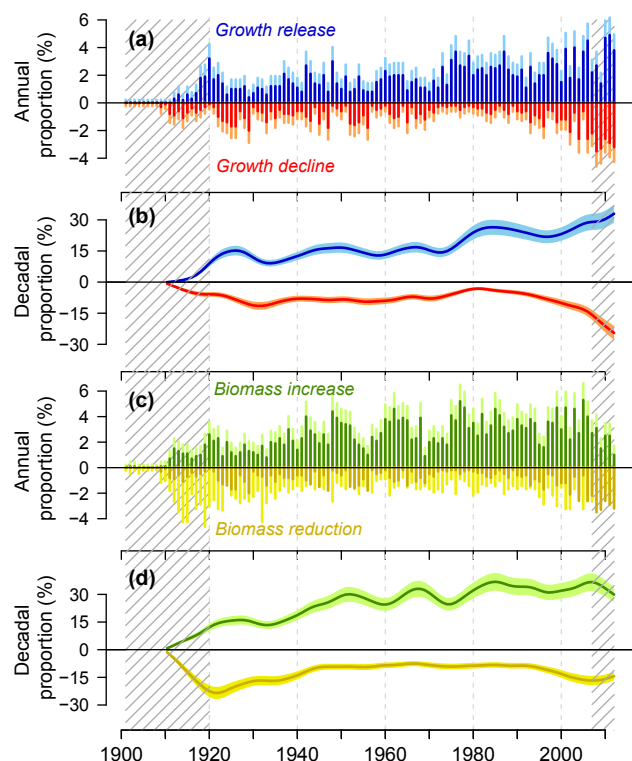 (a)
Growth release
Annual
proportion (%)
6
4
2
0
−2
−4
Growth decline
(b)
Decadal
proportion (%)
30
15
0
−15
−30
(c)
Biomass increase
Annual
proportion (%)
6
4
2
0
−2
−4
Biomass reduction
(d)
Decadal
proportion (%)
30
15
0
−15
−30
1900 1920 1940 1960 1980 2000